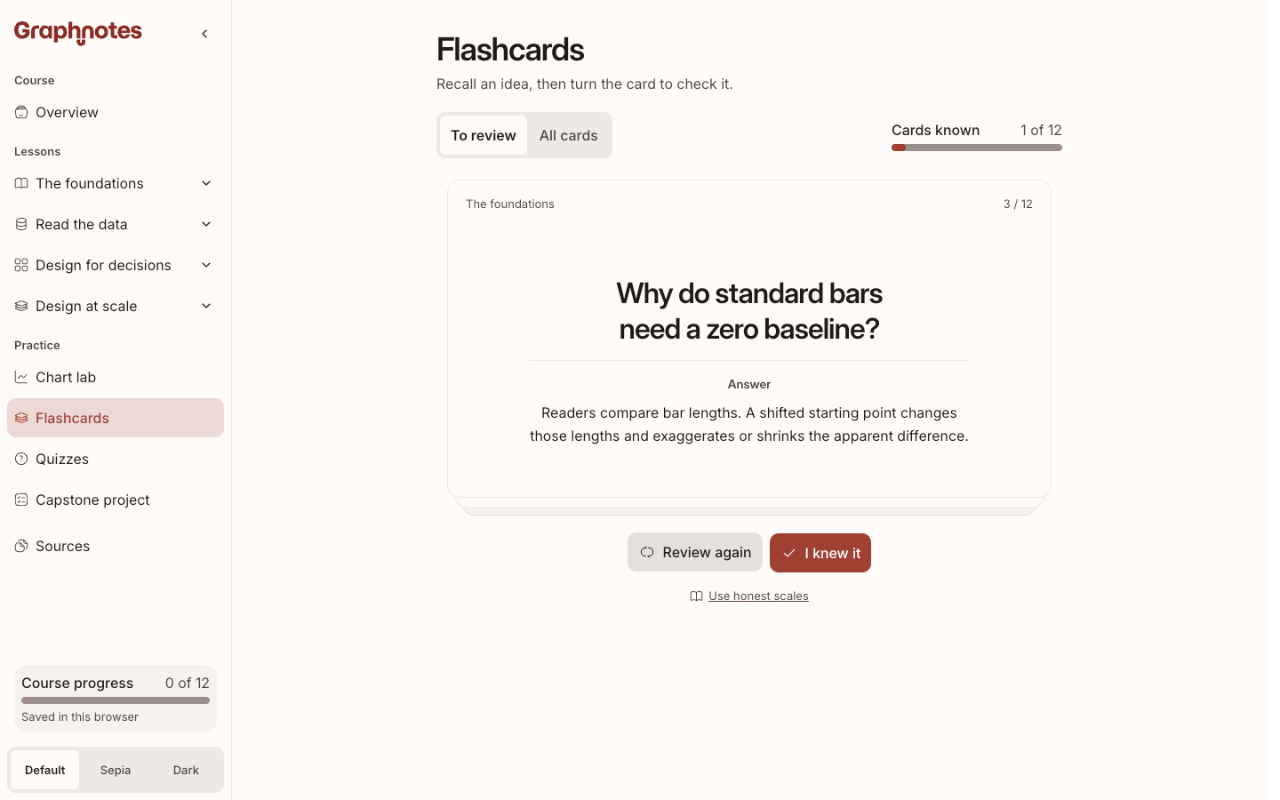 Graphnotes
Course
Overview
Lessons
The foundations
Read the data
Design for decisions
Design at scale
Practice
Chart lab
Flashcards
Quizzes
Capstone project
Sources
Course progress 0 of 12
Saved in this browser
Default Sepia Dark
Flashcards
Recall an idea, then turn the card to check it.
To review All cards
Cards known 1 of 12
The foundations 3 / 12
Why do standard bars
need a zero baseline?
Answer
Readers compare bar lengths. A shifted starting point changes
those lengths and exaggerates or shrinks the apparent difference.
Review again I knew it
Use honest scales